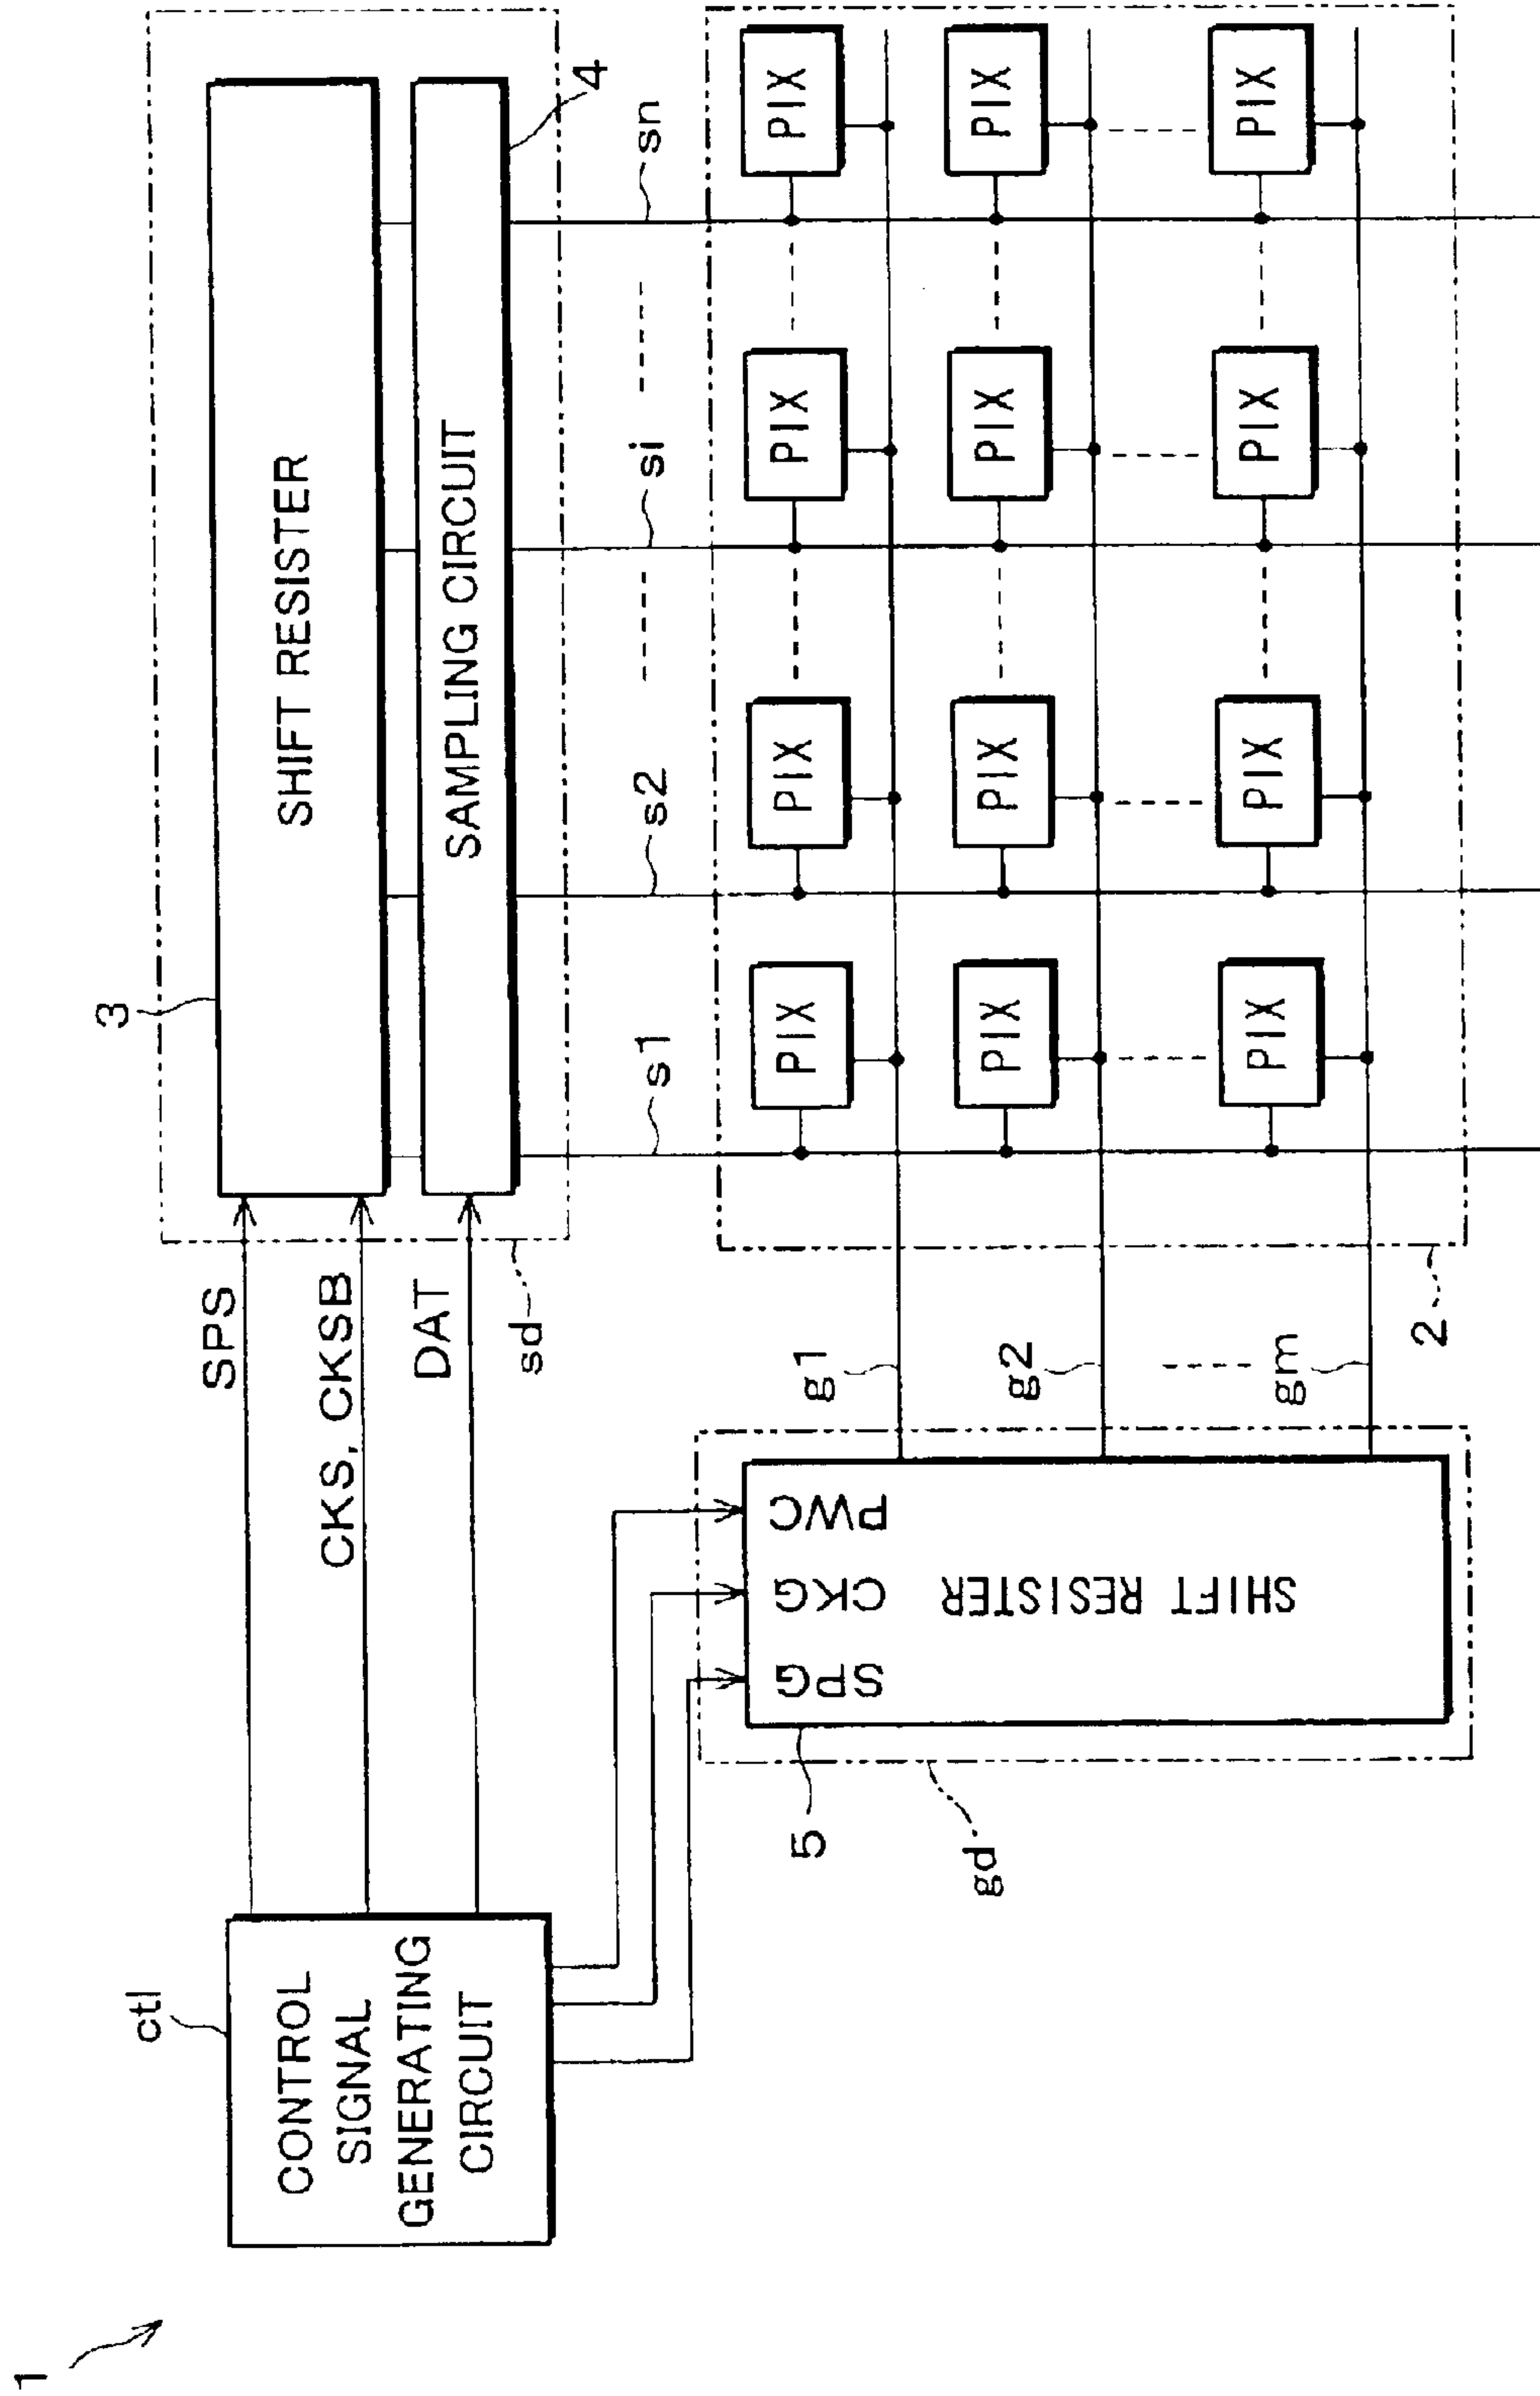 1
ctl
CONTROL
SIGNAL
GENERATING
CIRCUIT
SPS
CKS, CKSB
DAT
sd
3
SHIFT RESISTER
SAMPLING CIRCUIT
4
s1
s2
si
sn
gd
5
SPG
CKG
PWC
SHIFT RESISTER
g1
g2
gm
2
PIX PIX PIX PIX
PIX PIX PIX PIX
PIX PIX PIX PIX